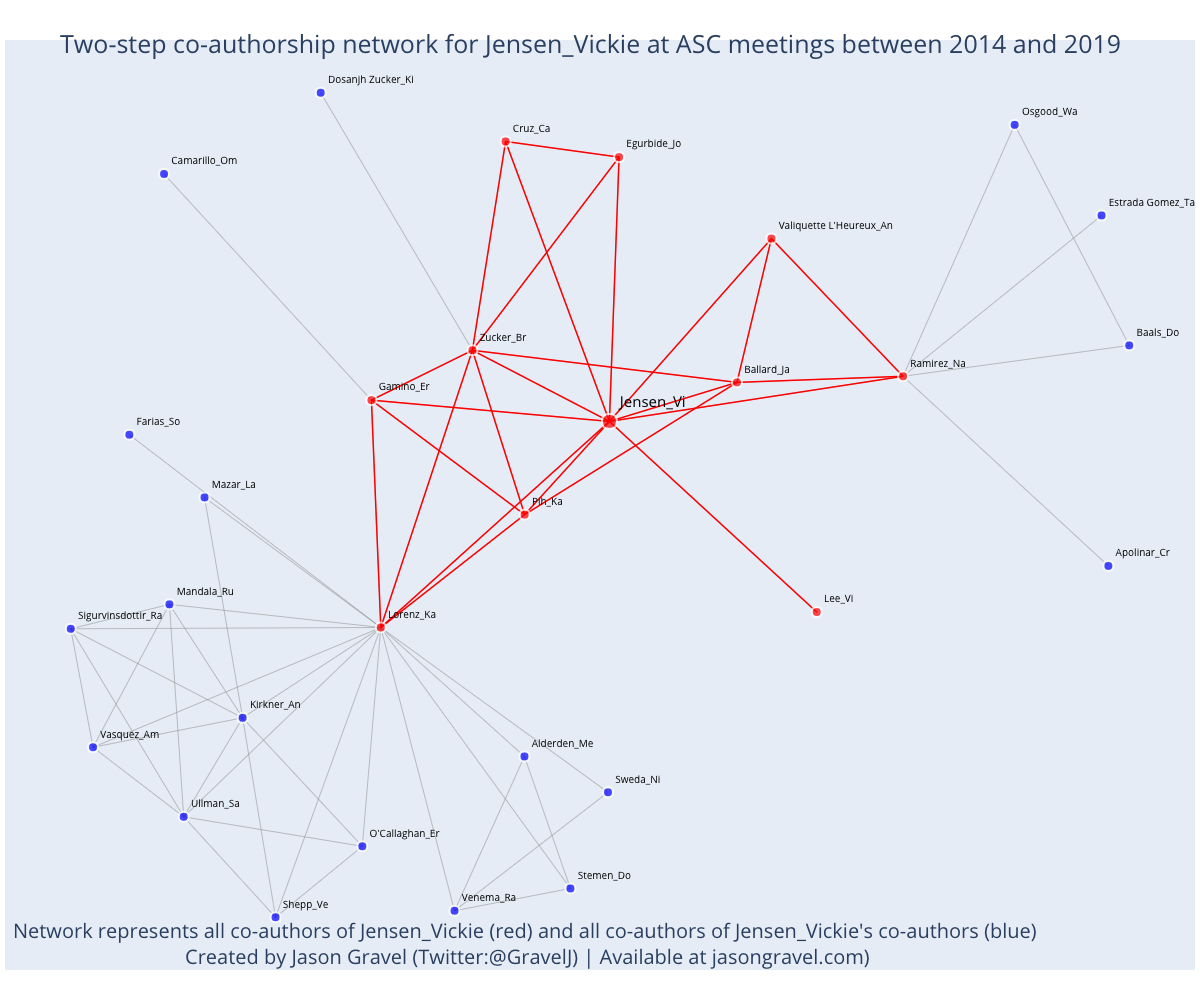 Two-step co-authorship network for Jensen_Vickie at ASC meetings between 2014 and 2019
Dosanjh Zucker_Ki
Osgood_Wa
Cruz_Ca
Egurbide_Jo
Camarillo_Om
Estrada Gomez_Ta
Valiquette L'Heureux_An
Baals_Do
Zucker_Br
Ramirez_Na
Ballard_Ja
Gamino_Er
Jensen_Vi
Farias_So
Mazar_La
Pih_Ka
Apolinar_Cr
Mandala_Ru
Lee_Vi
Sigurvinsdottir_Ra
Lorenz_Ka
Kirkner_An
Vasquez_Am
Alderden_Me
Sweda_Ni
Ullman_Sa
O'Callaghan_Er
Stemen_Do
Venema_Ra
Shepp_Ve
Network represents all co-authors of Jensen_Vickie (red) and all co-authors of Jensen_Vickie's co-authors (blue)
Created by Jason Gravel (Twitter:@GravelJ) | Available at jasongravel.com)